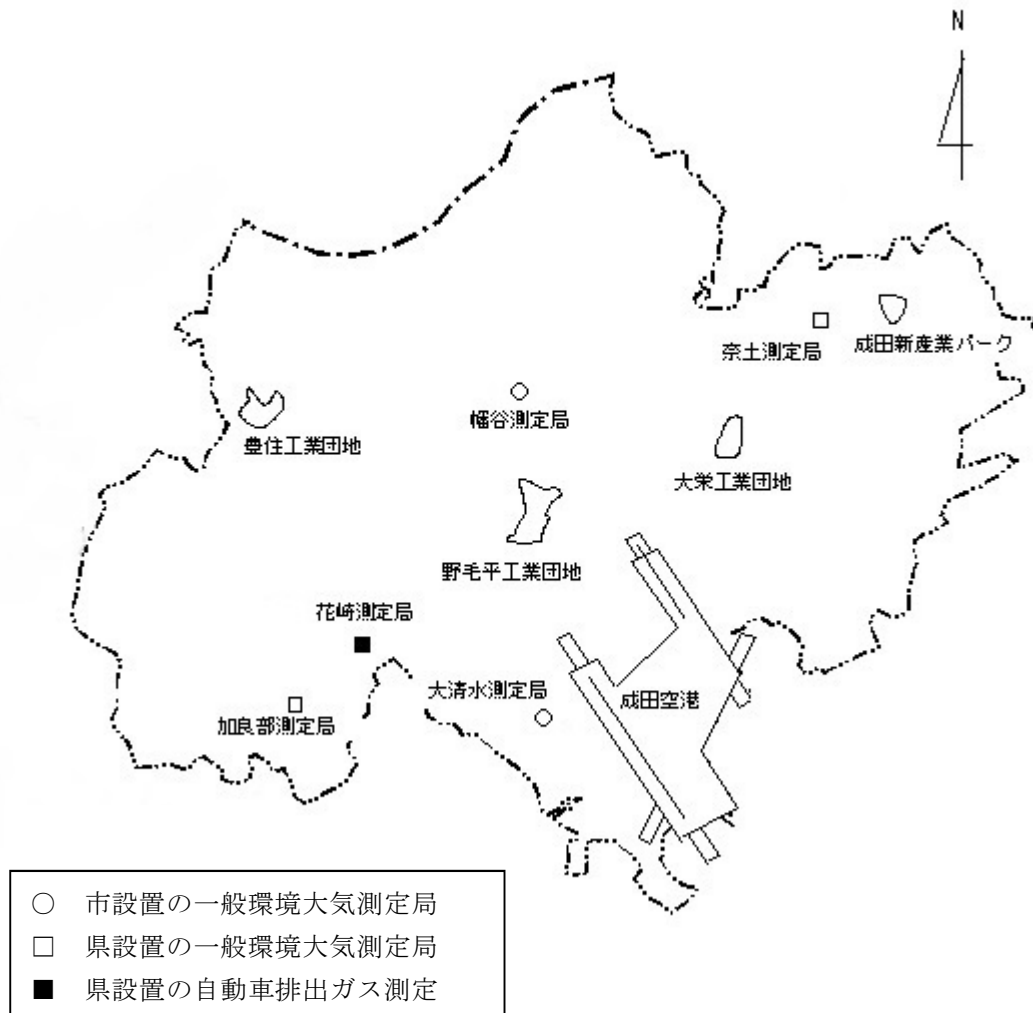 N
奈土測定局
成田新産業パーク
幡谷測定局
豊住工業団地
大栄工業団地
野毛平工業団地
花崎測定局
大清水測定局
成田空港
加良部測定局
○ 市設置の一般環境大気測定局
□ 県設置の一般環境大気測定局
■ 県設置の自動車排出ガス測定